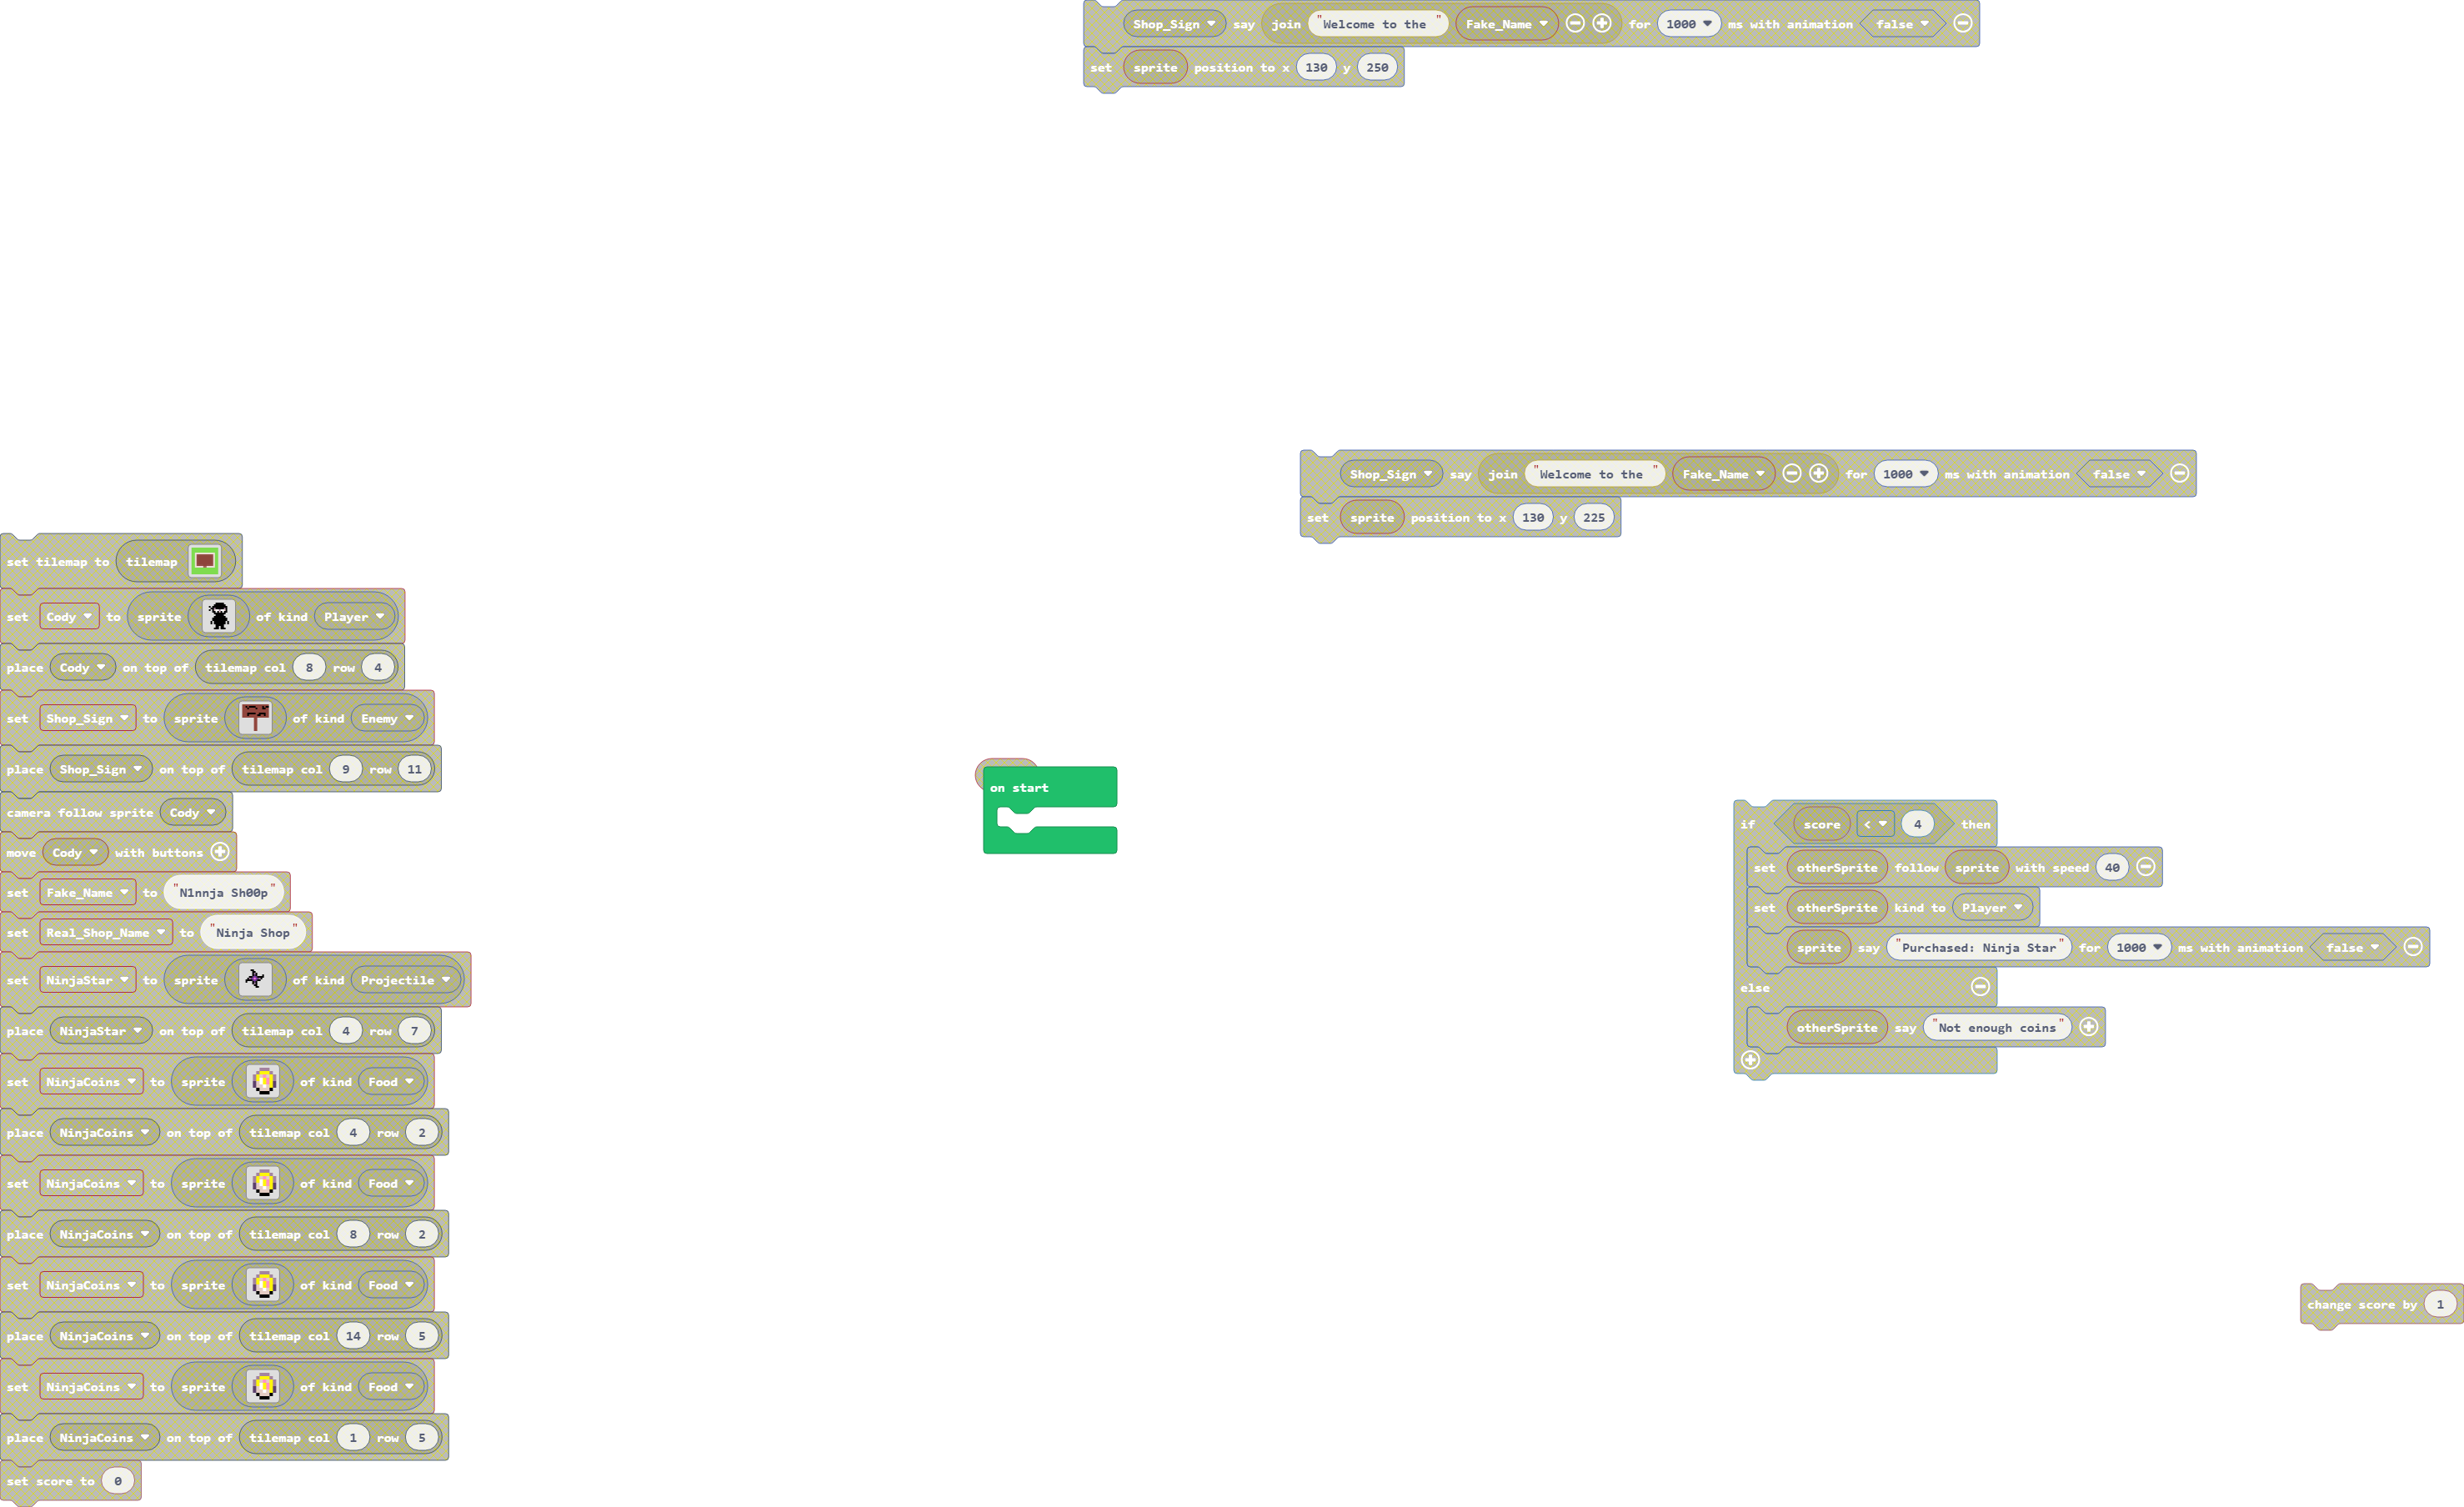 Shop_Sign say join "Welcome to the " Fake_Name for 1000 ms with animation false
set sprite position to x 130 y 250
Shop_Sign say join "Welcome to the " Fake_Name for 1000 ms with animation false
set sprite position to x 130 y 225
set tilemap to tilemap
set Cody to sprite of kind Player
place Cody on top of tilemap col 8 row 4
set Shop_Sign to sprite of kind Enemy
place Shop_Sign on top of tilemap col 9 row 11
camera follow sprite Cody
move Cody with buttons
set Fake_Name to "N1nnja Sh00p"
set Real_Shop_Name to "Ninja Shop"
set NinjaStar to sprite of kind Projectile
place NinjaStar on top of tilemap col 4 row 7
set NinjaCoins to sprite of kind Food
place NinjaCoins on top of tilemap col 4 row 2
set NinjaCoins to sprite of kind Food
place NinjaCoins on top of tilemap col 8 row 2
set NinjaCoins to sprite of kind Food
place NinjaCoins on top of tilemap col 14 row 5
set NinjaCoins to sprite of kind Food
place NinjaCoins on top of tilemap col 1 row 5
set score to 0
on start
if score < 4 then
set otherSprite follow sprite with speed 40
set otherSprite kind to Player
sprite say "Purchased: Ninja Star" for 1000 ms with animation false
else
otherSprite say "Not enough coins"
change score by 1